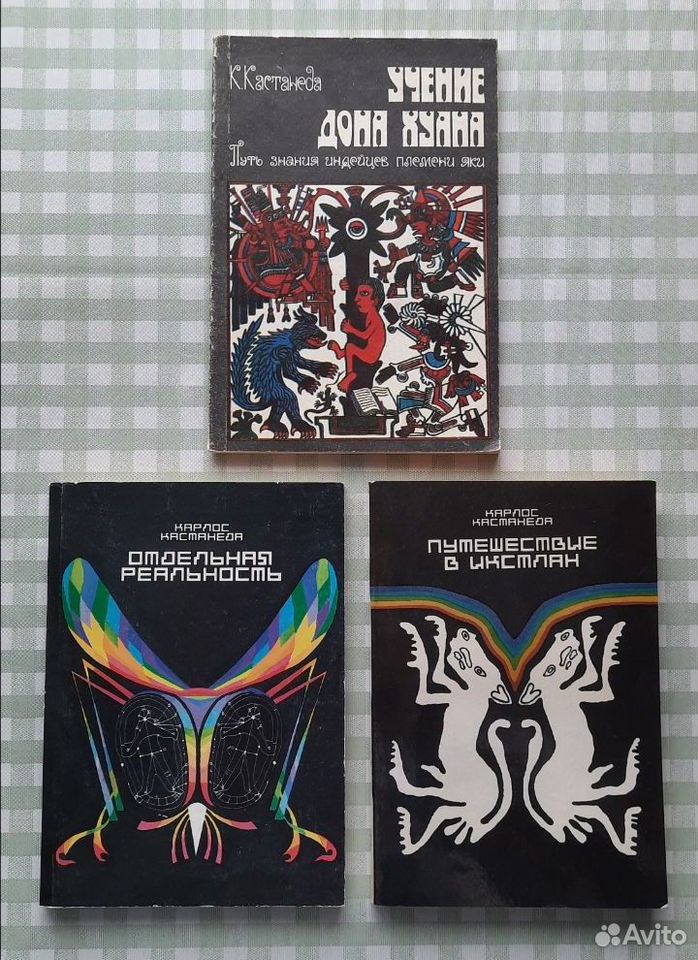 К. Кастанеда
УЧЕНИЕ
ДОНА ХУАНА
Путь знания индейцев племени яки
КАРЛОС
КАСТАНЕДА
ОТДЕЛЬНАЯ
РЕАЛЬНОСТЬ
КАРЛОС
КАСТАНЕДА
ПУТЕШЕСТВИЕ
В ИКСТЛАН
Avito